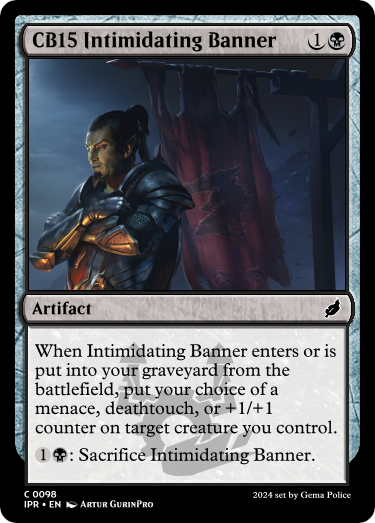 CB15 Intimidating Banner 1
Artifact
When Intimidating Banner enters or is
put into your graveyard from the
battlefield, put your choice of a
menace, deathtouch, or +1/+1
counter on target creature you control.
1 : Sacrifice Intimidating Banner.
C 0098
IPR • EN Artur GurinPro
2024 set by Gema Police